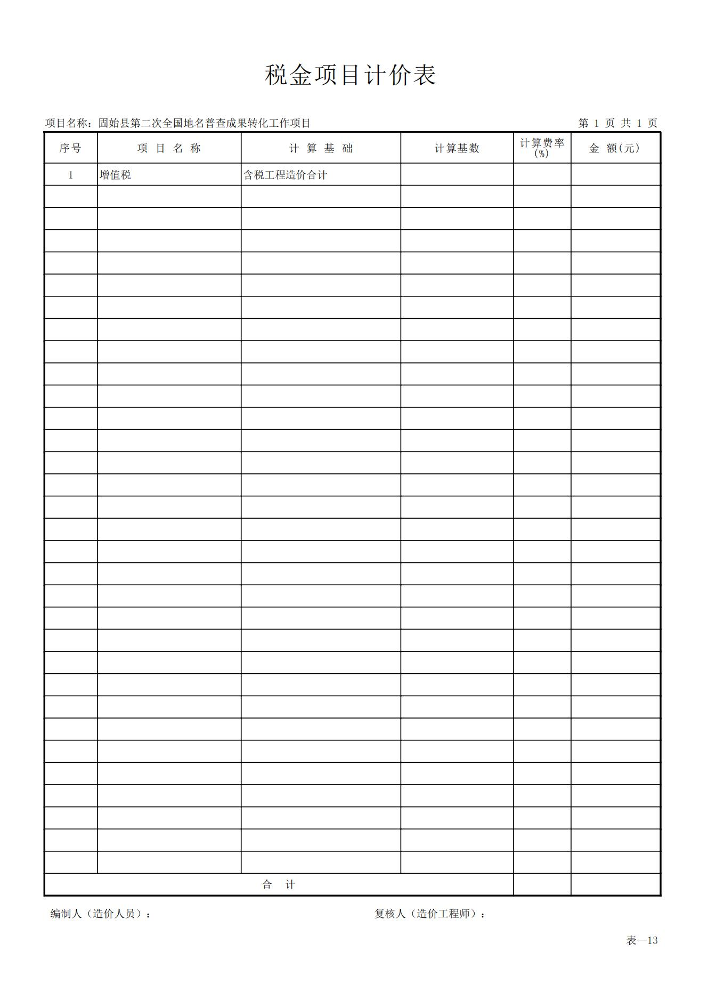 税金项目计价表
项目名称：固始县第二次全国地名普查成果转化工作项目 第 1 页 共 1 页
序号 项 目 名 称 计 算 基 础 计算基数 计算费率(%) 金 额(元)
1 增值税 含税工程造价合计
合 计
编制人（造价人员）： 复核人（造价工程师）：
表—13